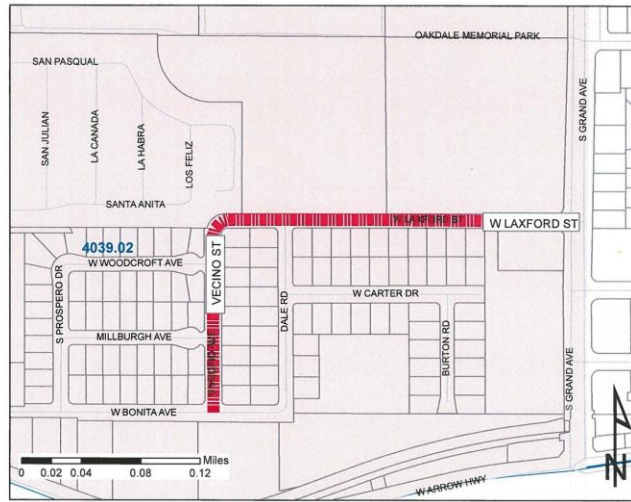 OAKDALE MEMORIAL PARK
S GRAND AVE
SAN PASQUAL
SAN JULIAN
LA CANADA
LA HABRA
LOS FELIZ
SANTA ANITA
W LAXFORD ST
W LAXFORD ST
4039.02
W WOODCROFT AVE
VECINO ST
S PROSPERO DR
DALE RD
W CARTER DR
MILLBURGH AVE
BURTON RD
S GRAND AVE
W BONITA AVE
Miles
0 0.02 0.04 0.08 0.12
W ARROW HWY
N